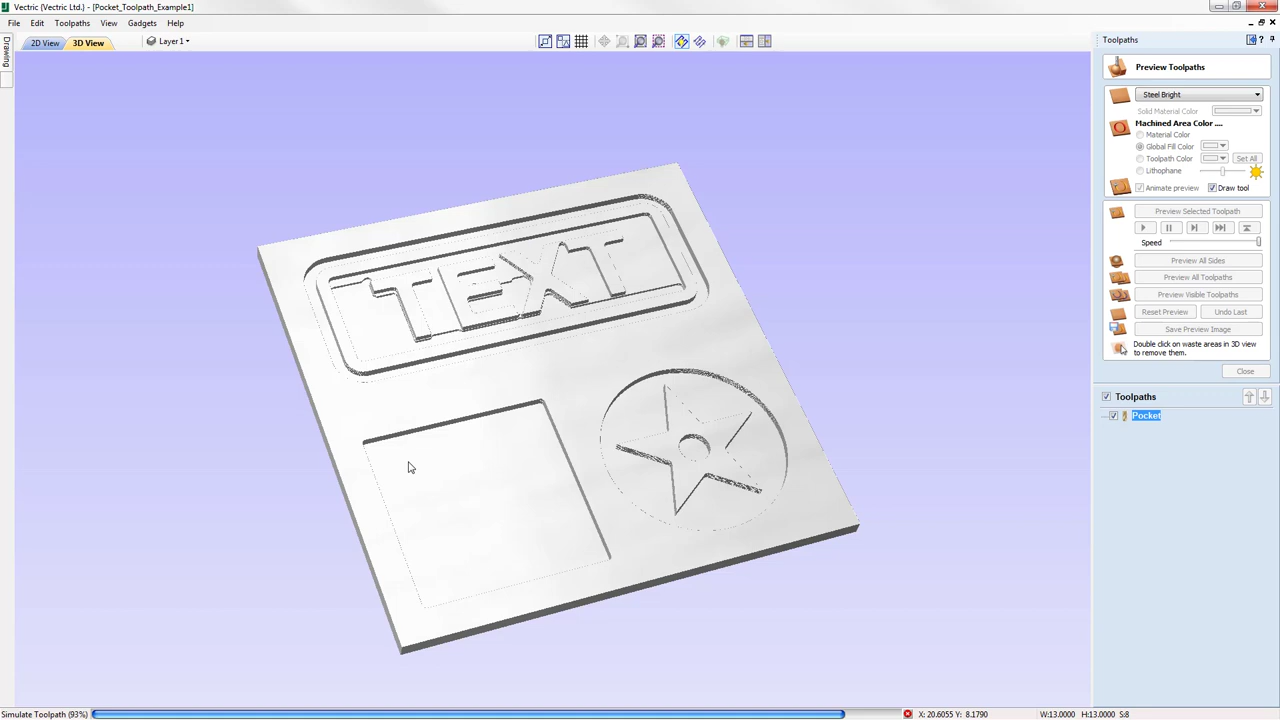 Vectric (Vectric Ltd.) - [Pocket_Toolpath_Example1]
File Edit Toolpaths View Gadgets Help
2D View 3D View Layer 1
Drawing
Toolpaths
Preview Toolpaths
Steel Bright
Solid Material Color
Machined Area Color ....
Material Color
Global Fill Color
Toolpath Color Set All
Lithophane
Animate preview Draw tool
Preview Selected Toolpath
Speed
Preview All Sides
Preview All Toolpaths
Preview Visible Toolpaths
Reset Preview Undo Last
Save Preview Image
Double click on waste areas in 3D view
to remove them.
Close
Toolpaths
Pocket
TEXT
Simulate Toolpath (93%) X: 20.6055 Y: 8.1790 W:13.0000 H:13.0000 S:8